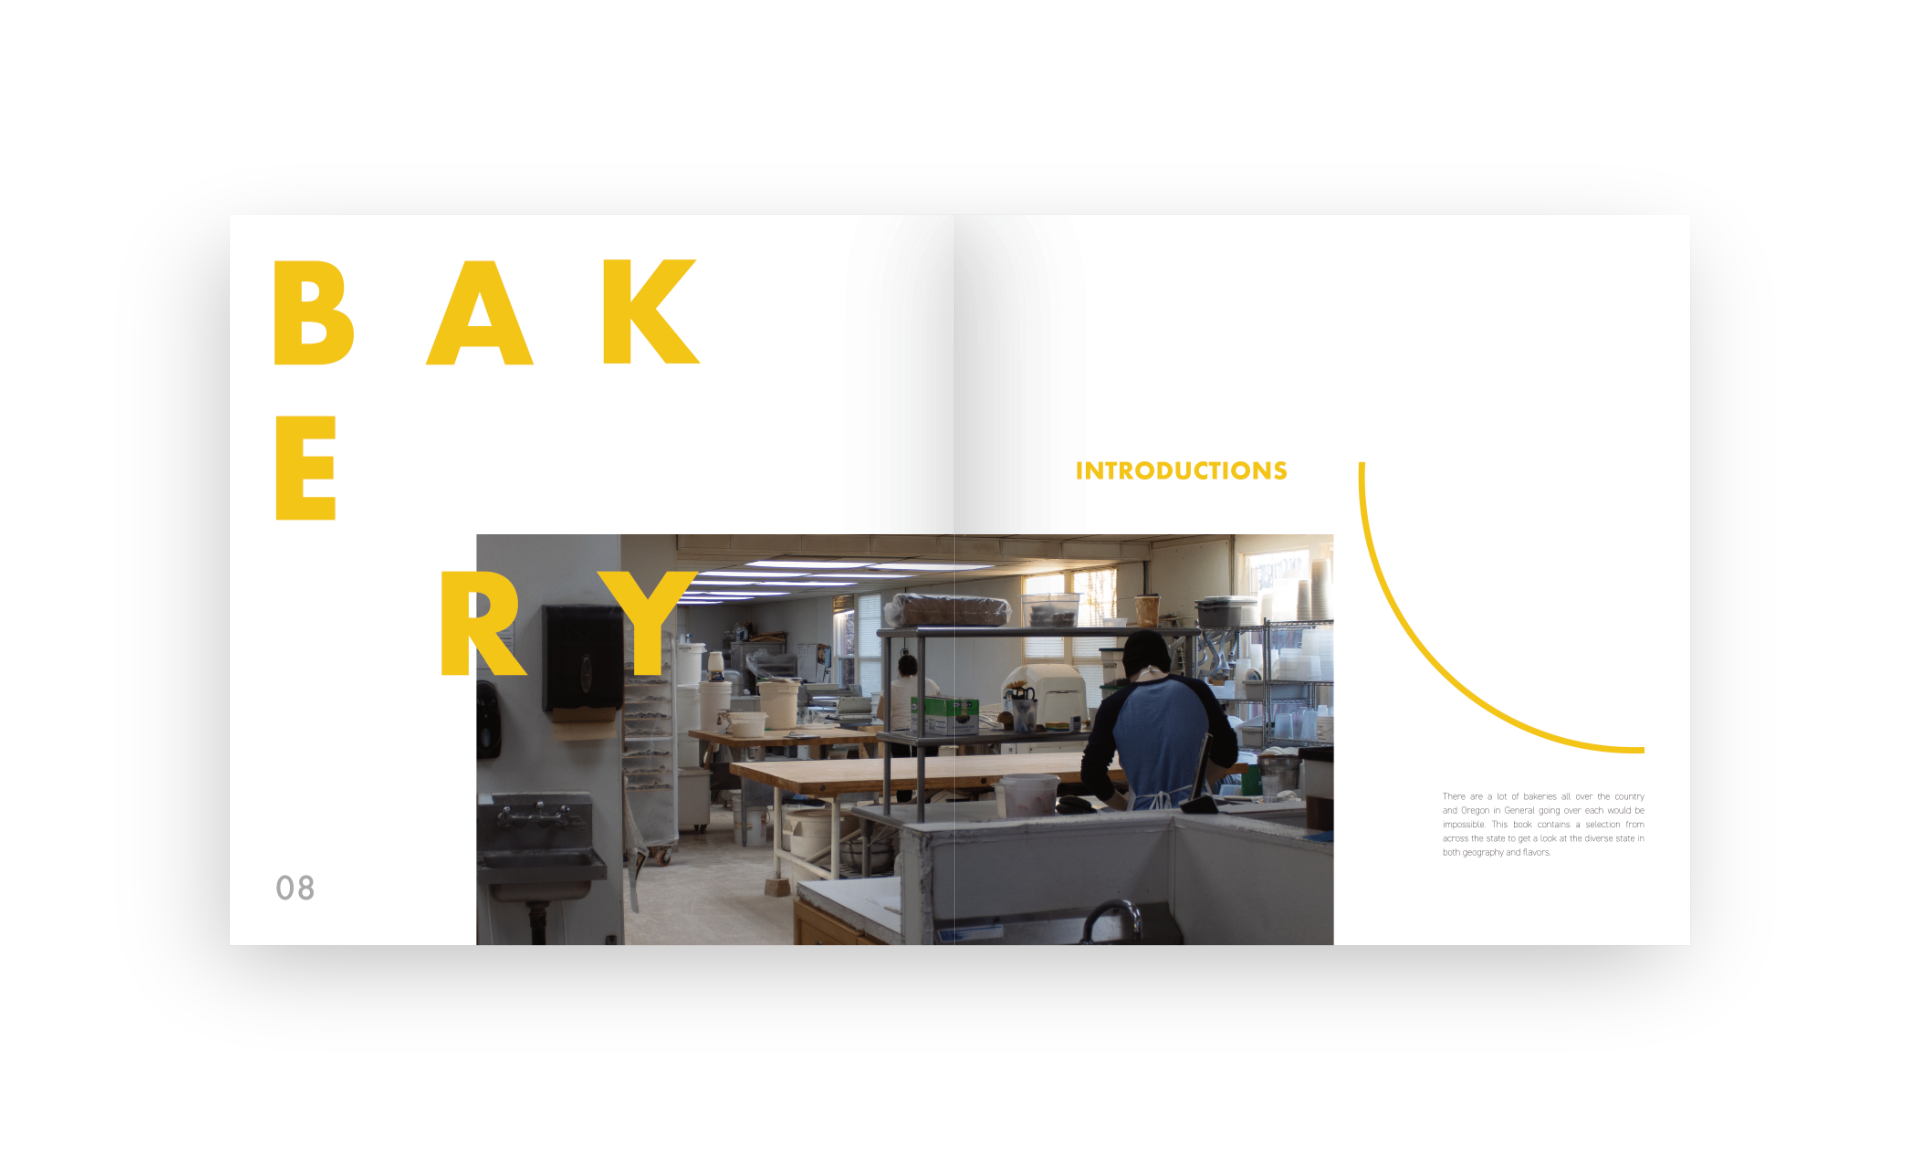 BAK
E
RY
08
INTRODUCTIONS
There are a lot of bakeries all over the country
and Oregon in General going over each would be
impossible. This book contains a selection from
across the state to get a look at the diverse state in
both geography and flavors.